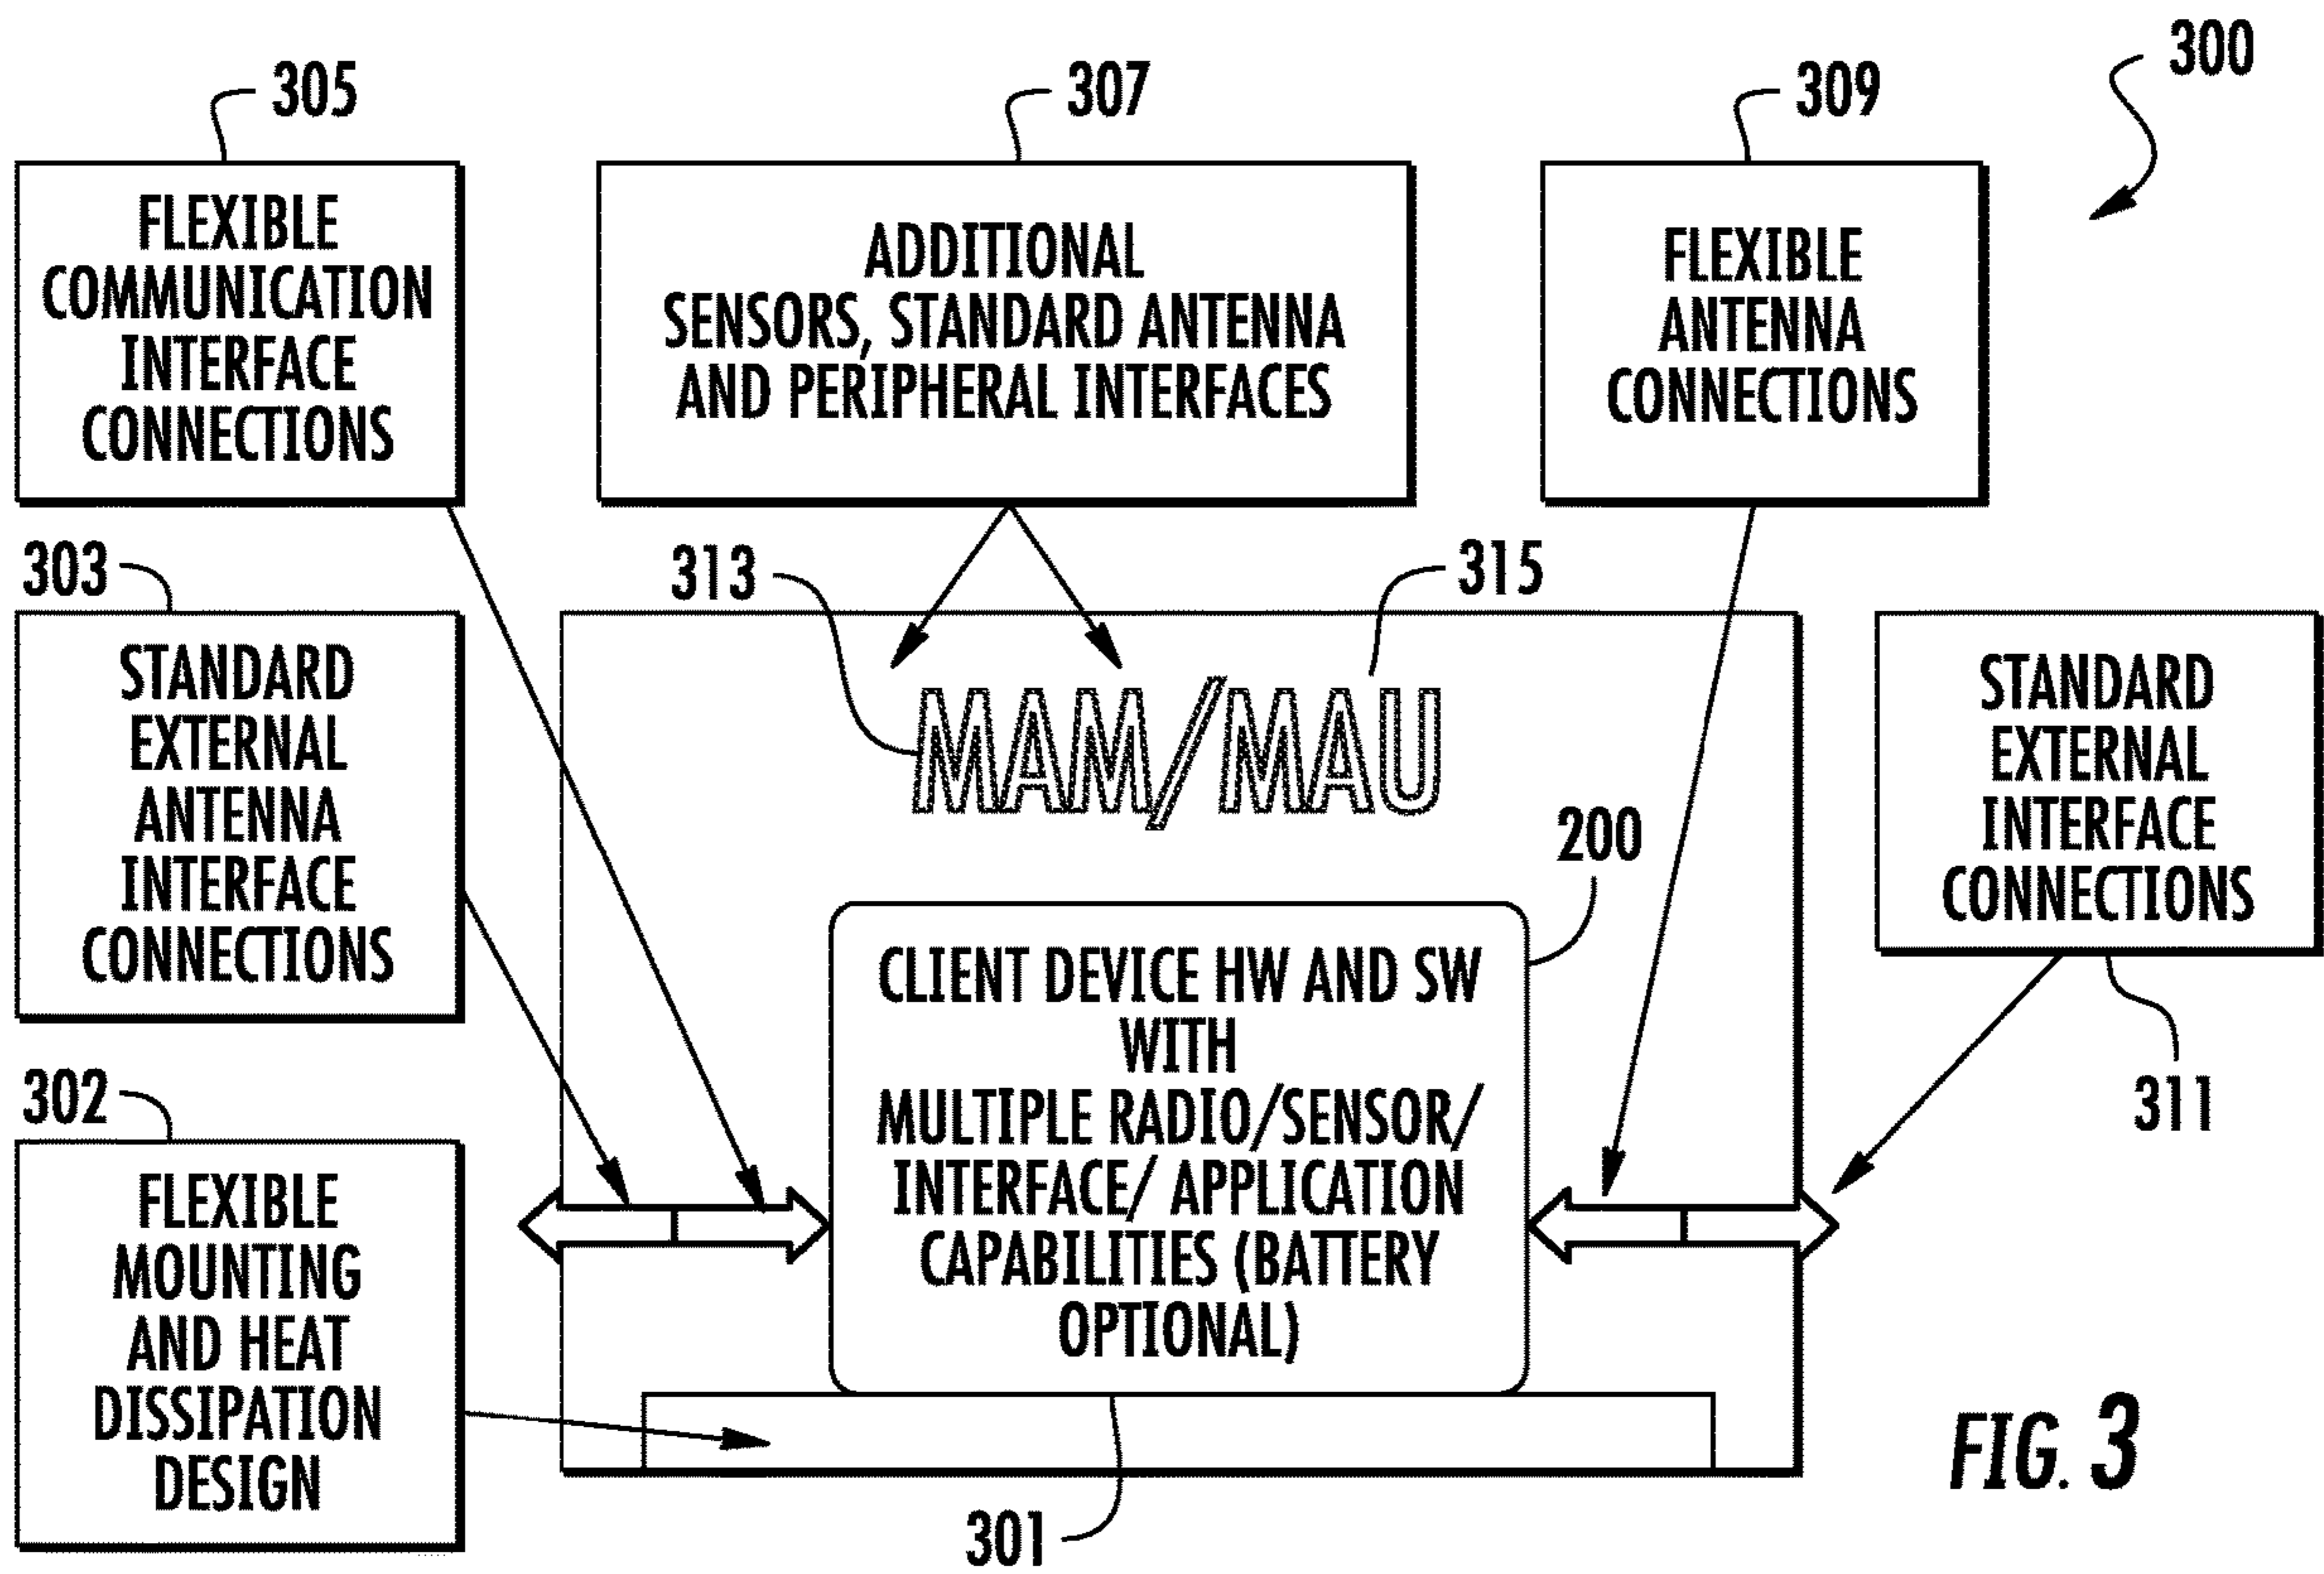 300
305
307
309
FLEXIBLE
COMMUNICATION
INTERFACE
CONNECTIONS
ADDITIONAL
SENSORS, STANDARD ANTENNA
AND PERIPHERAL INTERFACES
FLEXIBLE
ANTENNA
CONNECTIONS
303
STANDARD
EXTERNAL
ANTENNA
INTERFACE
CONNECTIONS
313
315
MAM/MAU
STANDARD
EXTERNAL
INTERFACE
CONNECTIONS
311
200
CLIENT DEVICE HW AND SW
WITH
MULTIPLE RADIO/SENSOR/
INTERFACE/ APPLICATION
CAPABILITIES (BATTERY
OPTIONAL)
302
FLEXIBLE
MOUNTING
AND HEAT
DISSIPATION
DESIGN
301
FIG. 3